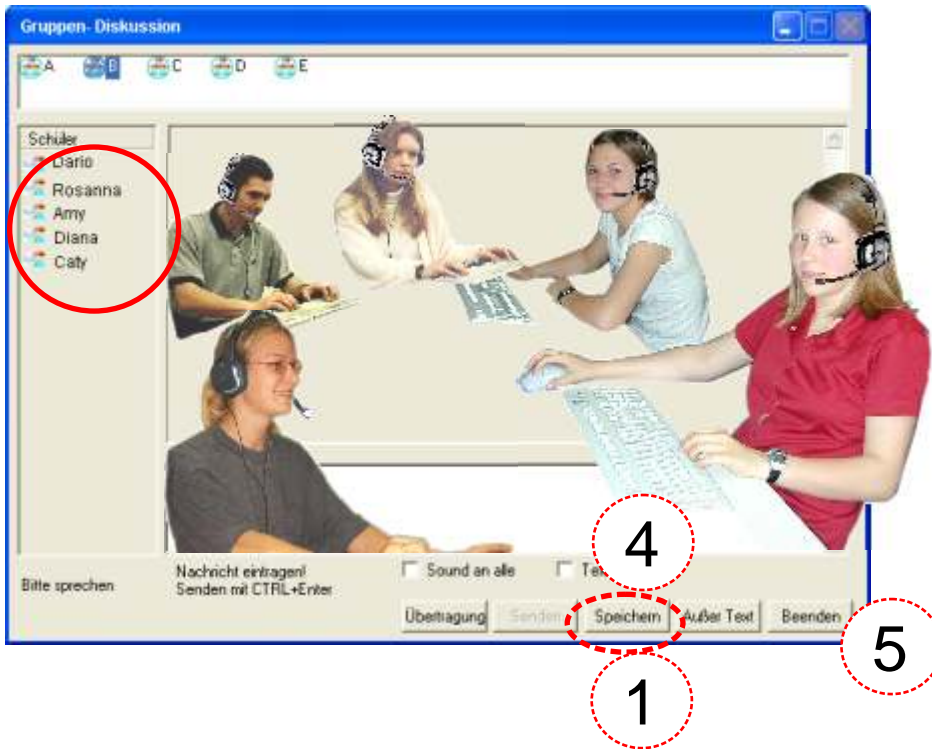 Gruppen- Diskussion
A B C D E
Schüler
Dario
Rosanna
Amy
Diana
Caty
4
Bitte sprechen
Nachricht eintragen!
Senden mit CTRL+Enter
Sound an alle
Übertragung Senden Speichern Außer Text Beenden
5
1